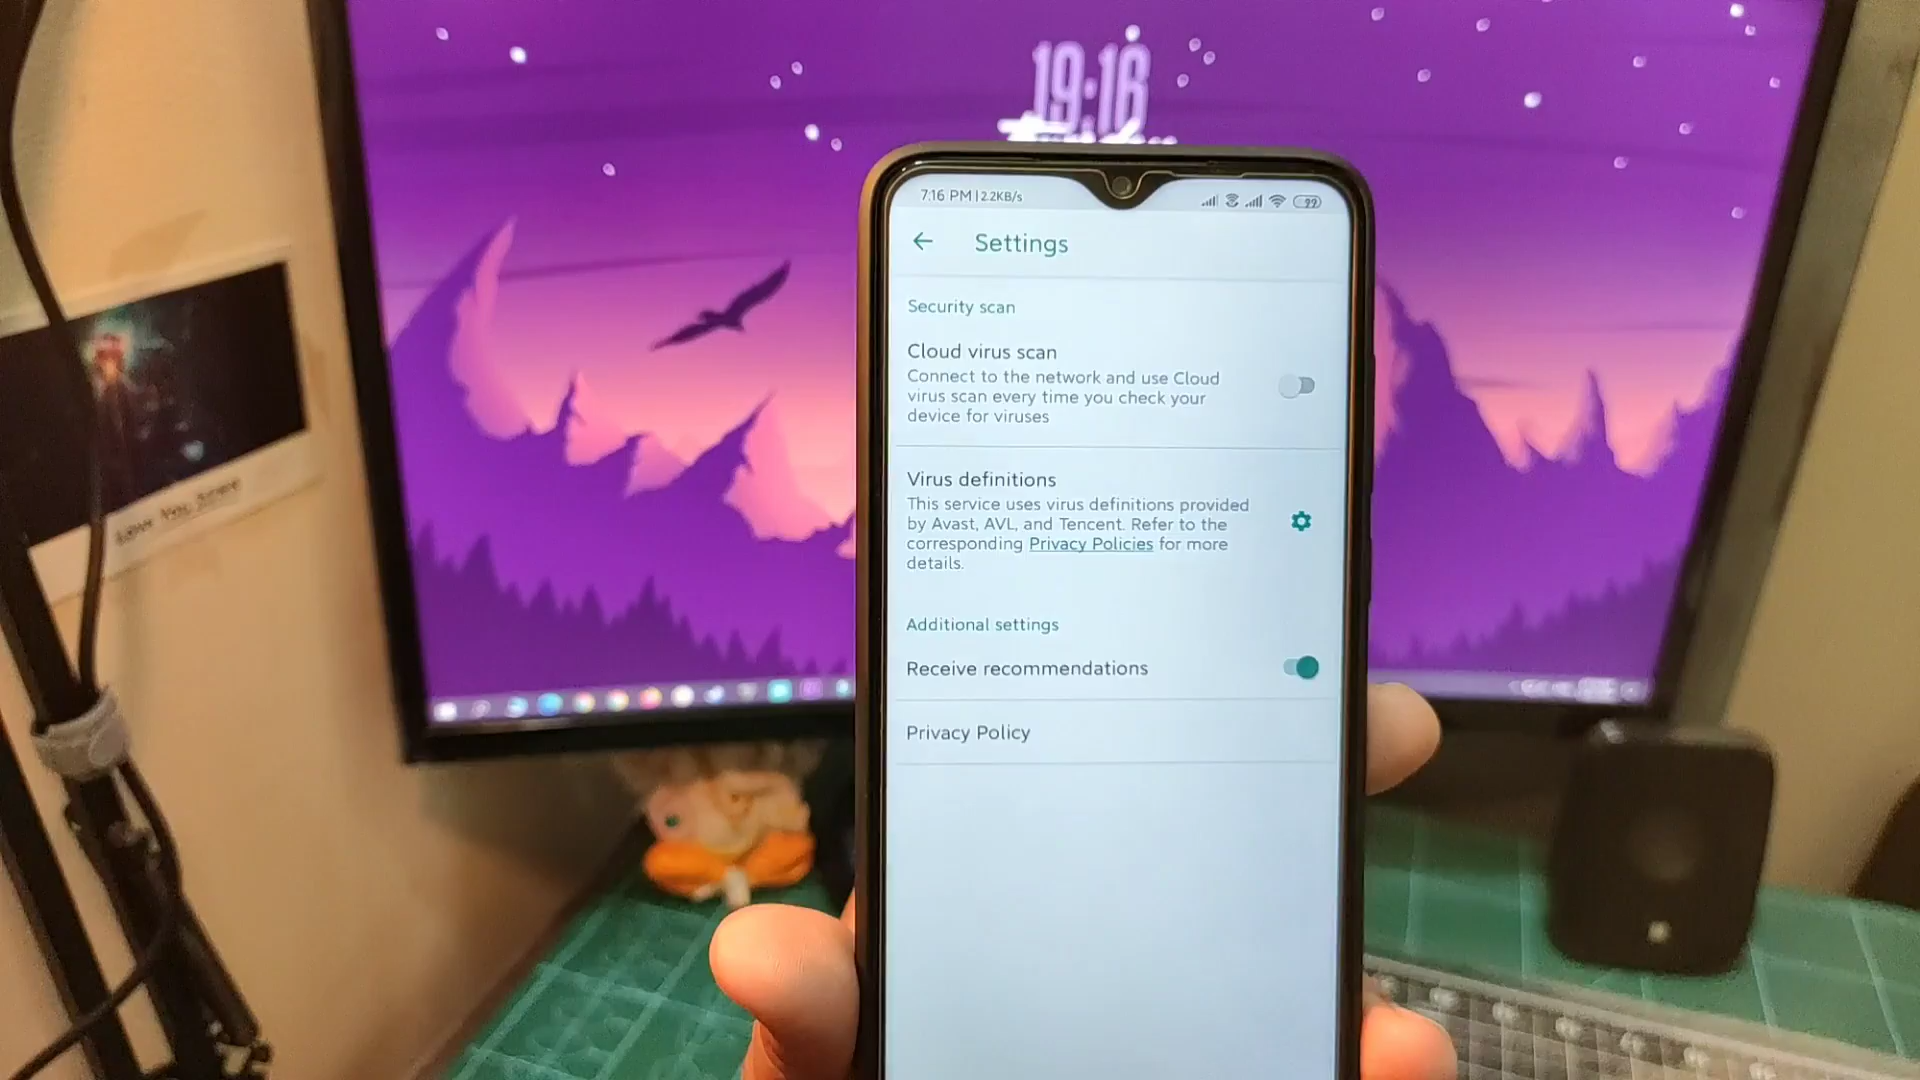 19:16
7:16 PM | 2.2KB/s
99
Settings
Security scan
Cloud virus scan
Connect to the network and use Cloud
virus scan every time you check your
device for viruses
Virus definitions
This service uses virus definitions provided
by Avast, AVL, and Tencent. Refer to the
corresponding Privacy Policies for more
details.
Additional settings
Receive recommendations
Privacy Policy